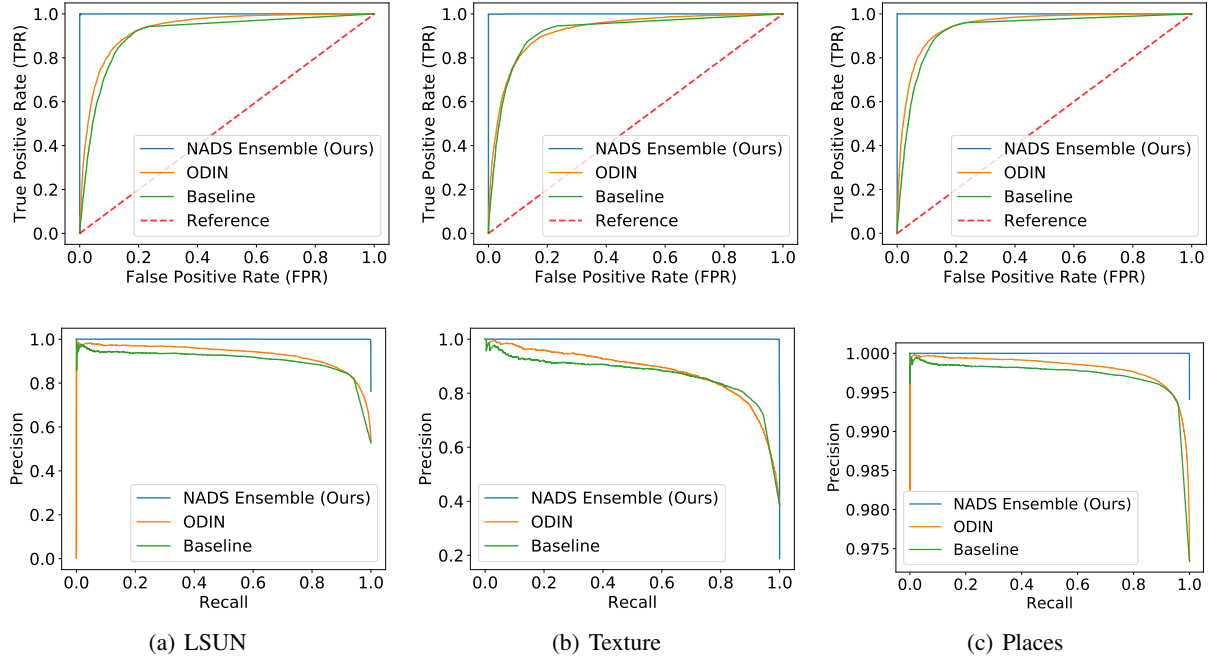 1.0
0.8
0.6
0.4
0.2
0.0
True Positive Rate (TPR)
NADS Ensemble (Ours)
ODIN
Baseline
Reference
0.0 0.2 0.4 0.6 0.8 1.0
False Positive Rate (FPR)
1.0
0.8
0.6
0.4
0.2
0.0
True Positive Rate (TPR)
NADS Ensemble (Ours)
ODIN
Baseline
Reference
0.0 0.2 0.4 0.6 0.8 1.0
False Positive Rate (FPR)
1.0
0.8
0.6
0.4
0.2
0.0
True Positive Rate (TPR)
NADS Ensemble (Ours)
ODIN
Baseline
Reference
0.0 0.2 0.4 0.6 0.8 1.0
False Positive Rate (FPR)
1.0
0.8
0.6
0.4
0.2
0.0
Precision
NADS Ensemble (Ours)
ODIN
Baseline
0.0 0.2 0.4 0.6 0.8 1.0
Recall
1.0
0.8
0.6
0.4
0.2
Precision
NADS Ensemble (Ours)
ODIN
Baseline
0.0 0.2 0.4 0.6 0.8 1.0
Recall
1.000
0.995
0.990
0.985
0.980
0.975
Precision
NADS Ensemble (Ours)
ODIN
Baseline
0.0 0.2 0.4 0.6 0.8 1.0
Recall
(a) LSUN
(b) Texture
(c) Places